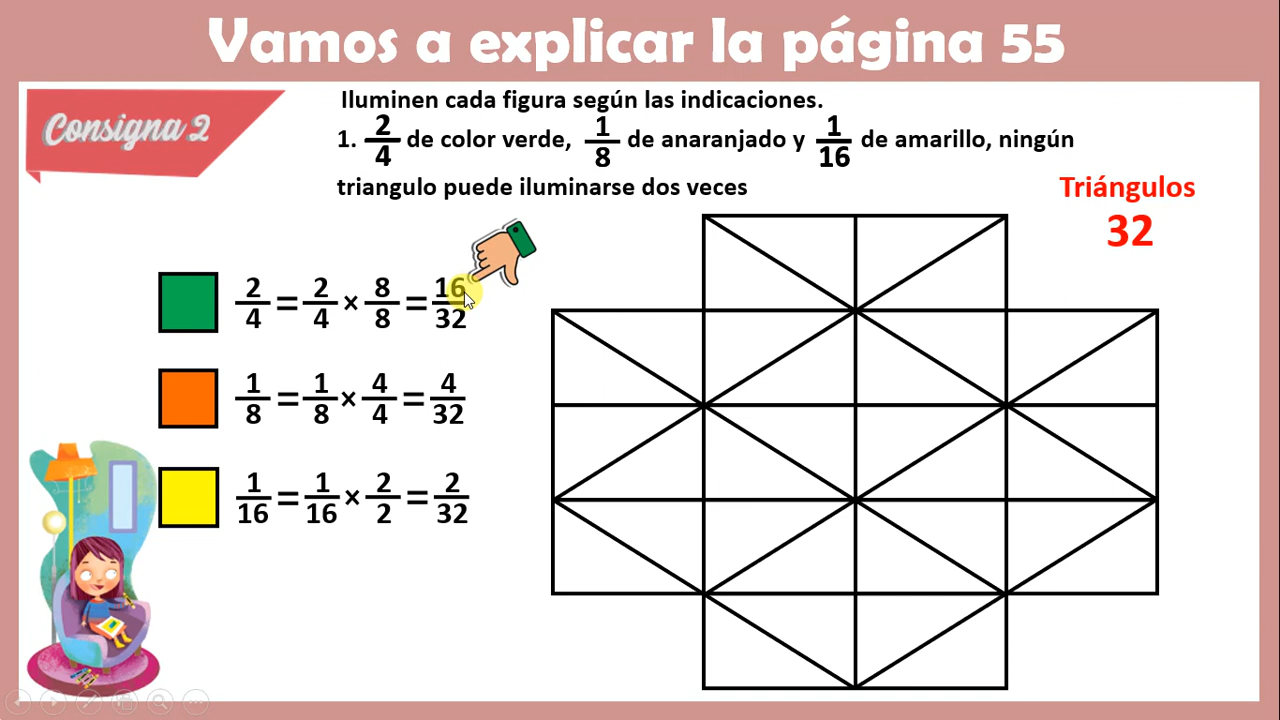 Vamos a explicar la página 55
Consigna 2
Iluminen cada figura según las indicaciones.
1. 2/4 de color verde, 1/8 de anaranjado y 1/16 de amarillo, ningún
triangulo puede iluminarse dos veces
Triángulos
32
2/4 = 2/4 × 8/8 = 16/32
1/8 = 1/8 × 4/4 = 4/32
1/16 = 1/16 × 2/2 = 2/32